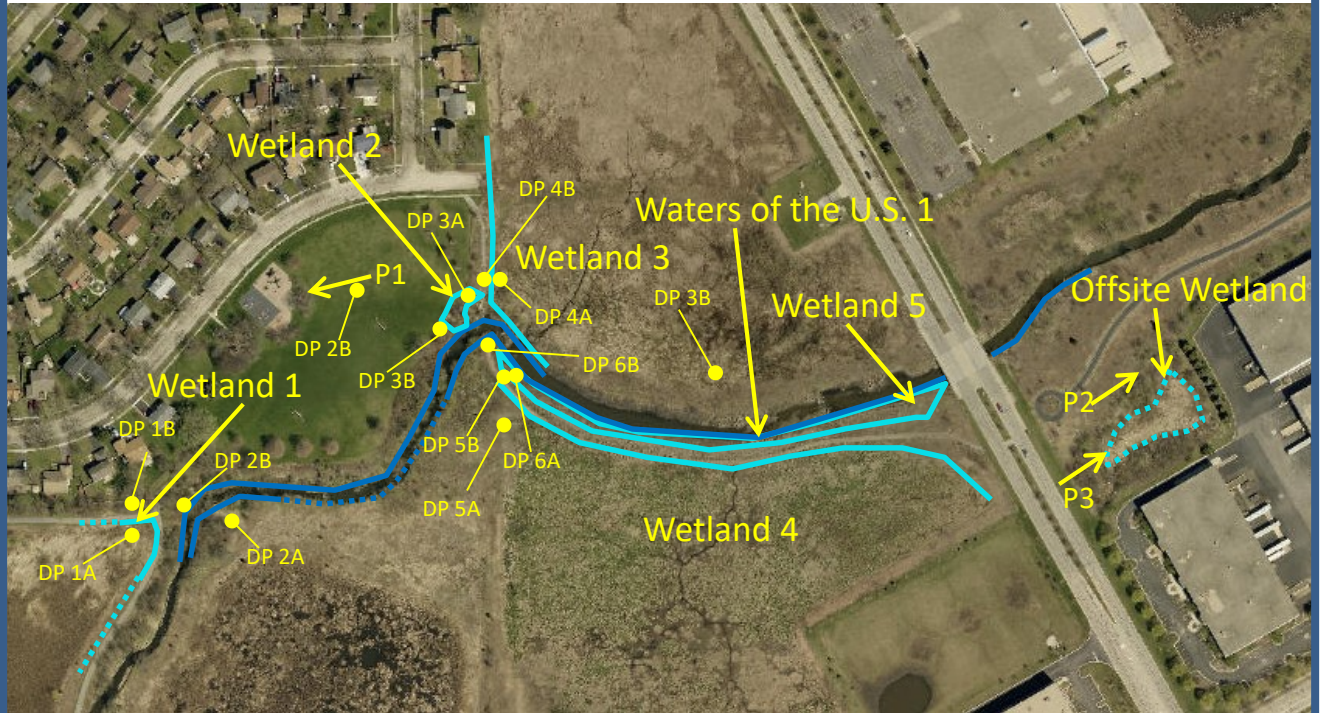 Wetland 2
DP 4B
DP 3A
Waters of the U.S. 1
Wetland 3
P1
DP 3B
Offsite Wetland
Wetland 5
DP 4A
DP 2B
DP 6B
DP 3B
Wetland 1
P2
DP 1B
DP 5B
DP 6A
DP 2B
P3
DP 5A
Wetland 4
DP 2A
DP 1A